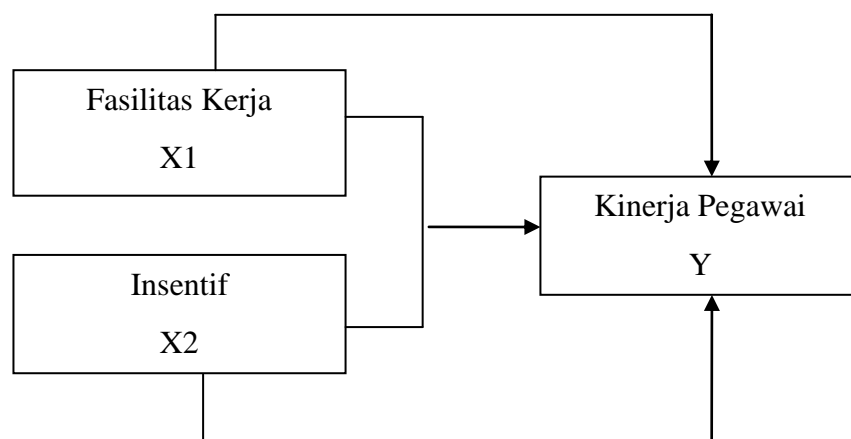 Fasilitas Kerja
X1
Kinerja Pegawai
Y
Insentif
X2